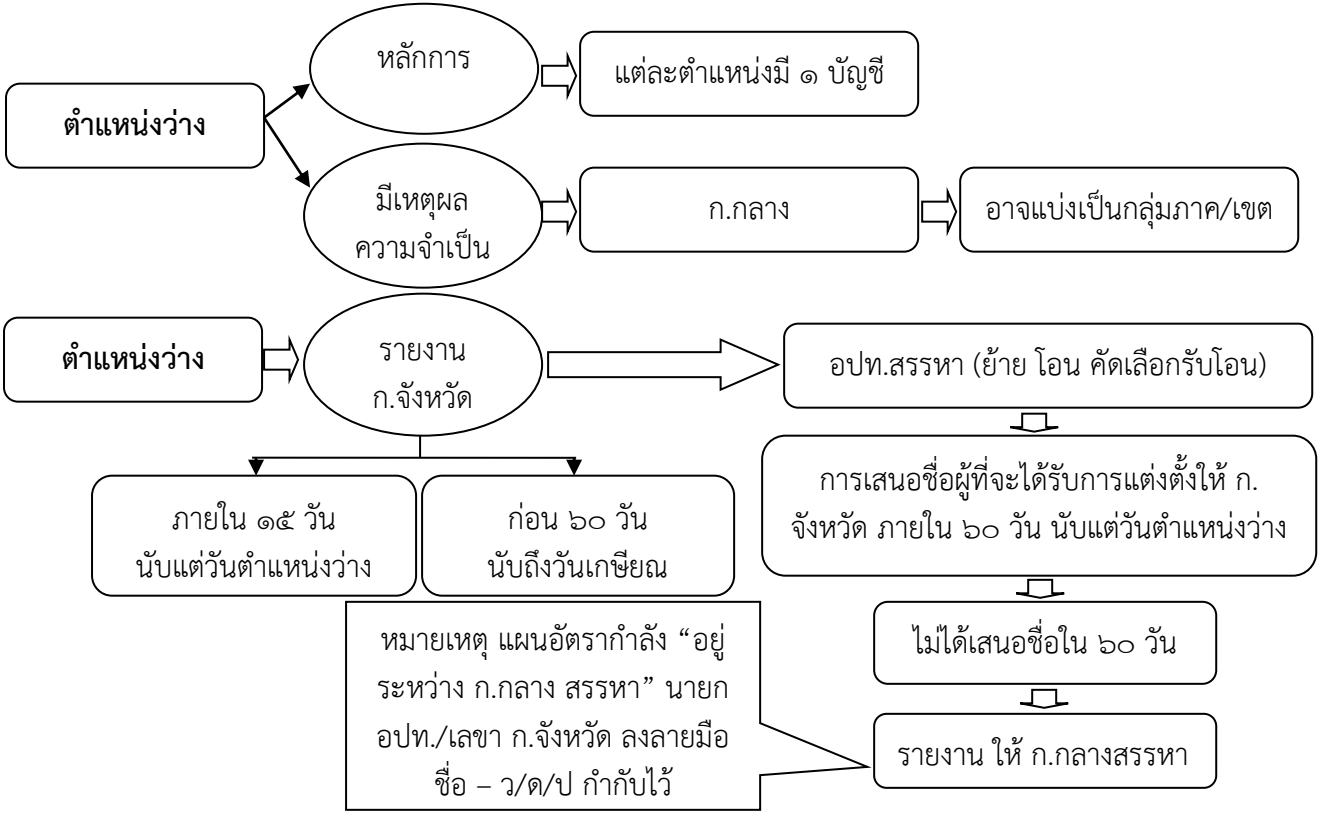 หลักการ
แต่ละตำแหน่งมี ๑ บัญชี
ตำแหน่งว่าง
มีเหตุผล
ความจำเป็น
ก.กลาง
อาจแบ่งเป็นกลุ่มภาค/เขต
ตำแหน่งว่าง
รายงาน
ก.จังหวัด
อปท.สรรหา (ย้าย โอน คัดเลือกรับโอน)
ภายใน ๑๕ วัน
นับแต่วันตำแหน่งว่าง
ก่อน ๖๐ วัน
นับถึงวันเกษียณ
การเสนอชื่อผู้ที่จะได้รับการแต่งตั้งให้ ก.
จังหวัด ภายใน ๖๐ วัน นับแต่วันตำแหน่งว่าง
ไม่ได้เสนอชื่อใน ๖๐ วัน
หมายเหตุ แผนอัตรากำลัง “อยู่
ระหว่าง ก.กลาง สรรหา” นายก
อปท./เลขา ก.จังหวัด ลงลายมือ
ชื่อ – ว/ด/ป กำกับไว้
รายงาน ให้ ก.กลางสรรหา